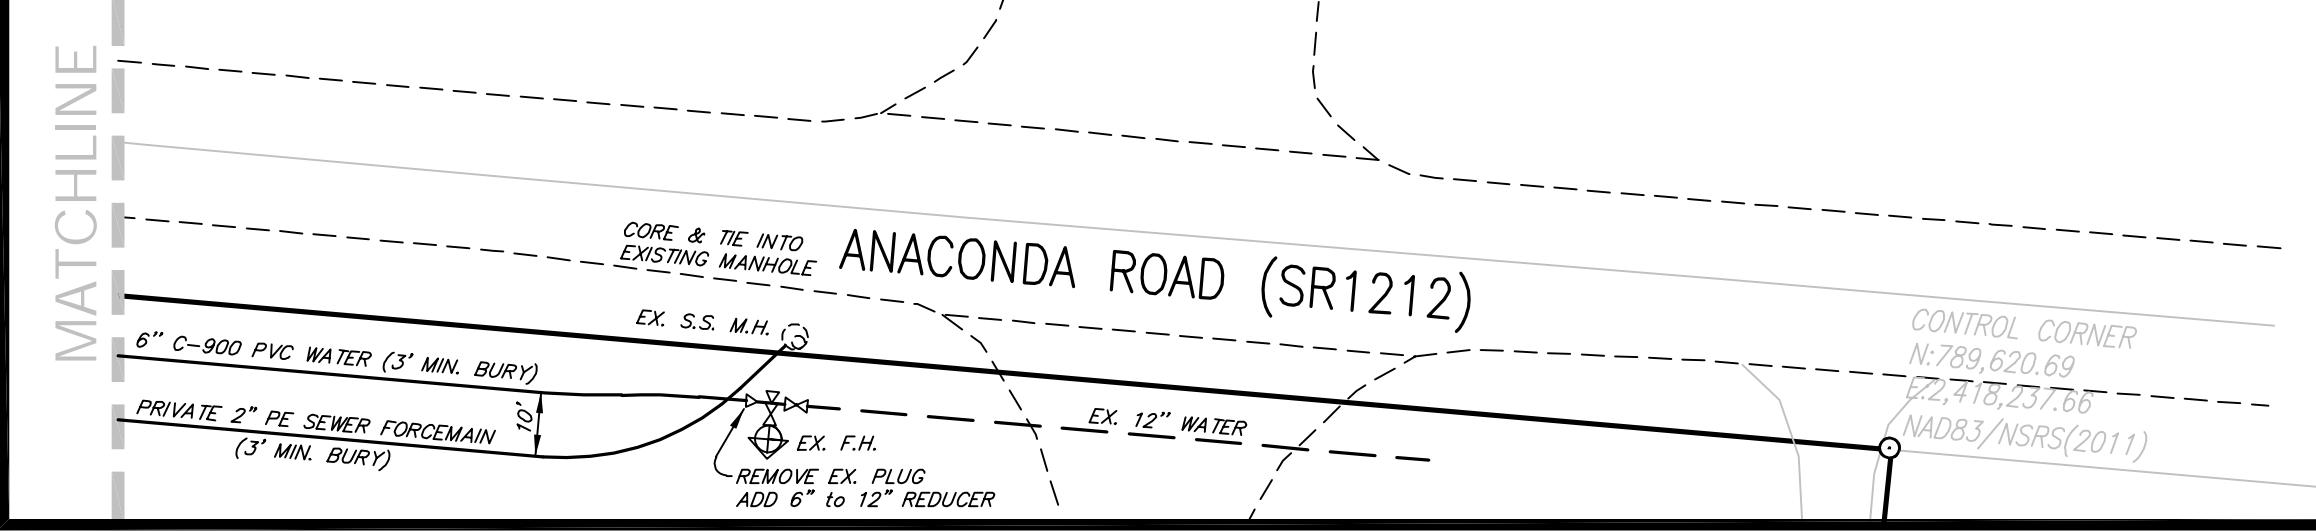 MATCHLINE
CORE & TIE INTO
EXISTING MANHOLE
ANACONDA ROAD (SR1212)
EX. S.S. M.H.
6" C-900 PVC WATER (3' MIN. BURY)
PRIVATE 2" PE SEWER FORCEMAIN
(3' MIN. BURY)
10'
EX. F.H.
REMOVE EX. PLUG
ADD 6" to 12" REDUCER
EX. 12" WATER
CONTROL CORNER
N:789,620.69
E:2,418,237.66
NAD83/NSRS(2011)